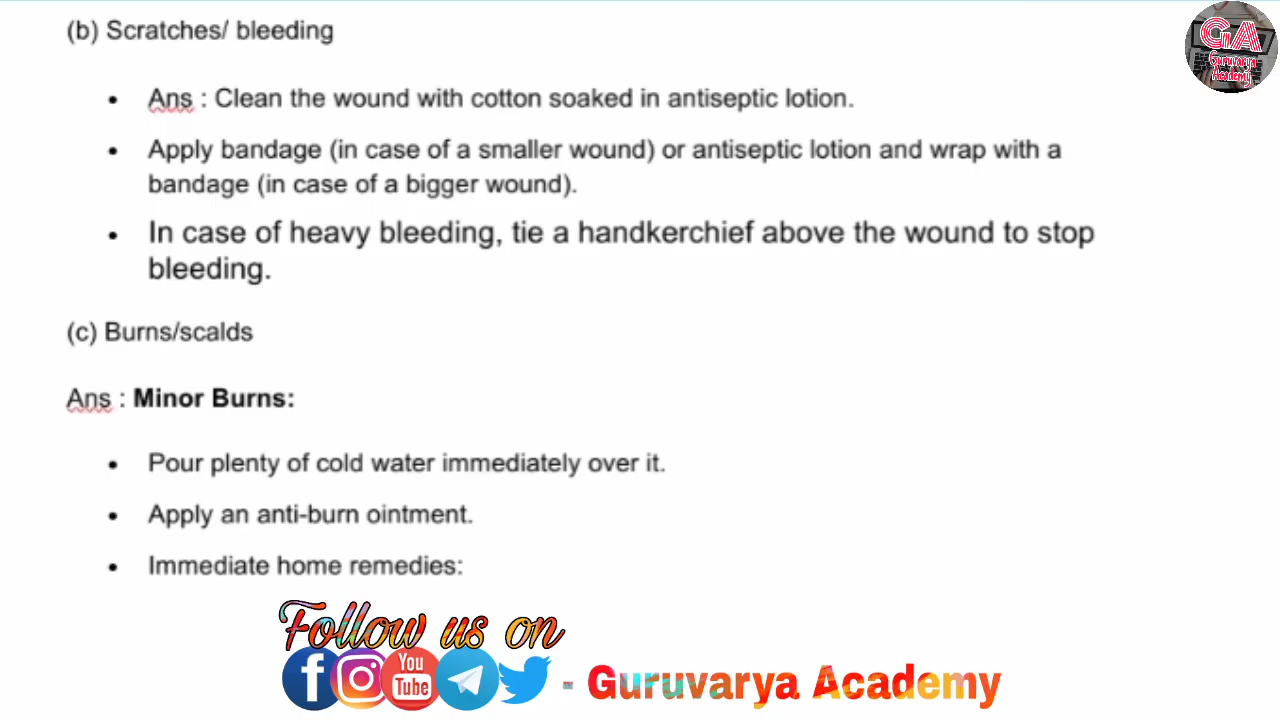 (b) Scratches/ bleeding
GA
Guruvarya
Academy
• Ans : Clean the wound with cotton soaked in antiseptic lotion.
• Apply bandage (in case of a smaller wound) or antiseptic lotion and wrap with a
bandage (in case of a bigger wound).
• In case of heavy bleeding, tie a handkerchief above the wound to stop
bleeding.
(c) Burns/scalds
Ans : Minor Burns:
• Pour plenty of cold water immediately over it.
• Apply an anti-burn ointment.
• Immediate home remedies:
Follow us on
You
Tube
- Guruvarya Academy